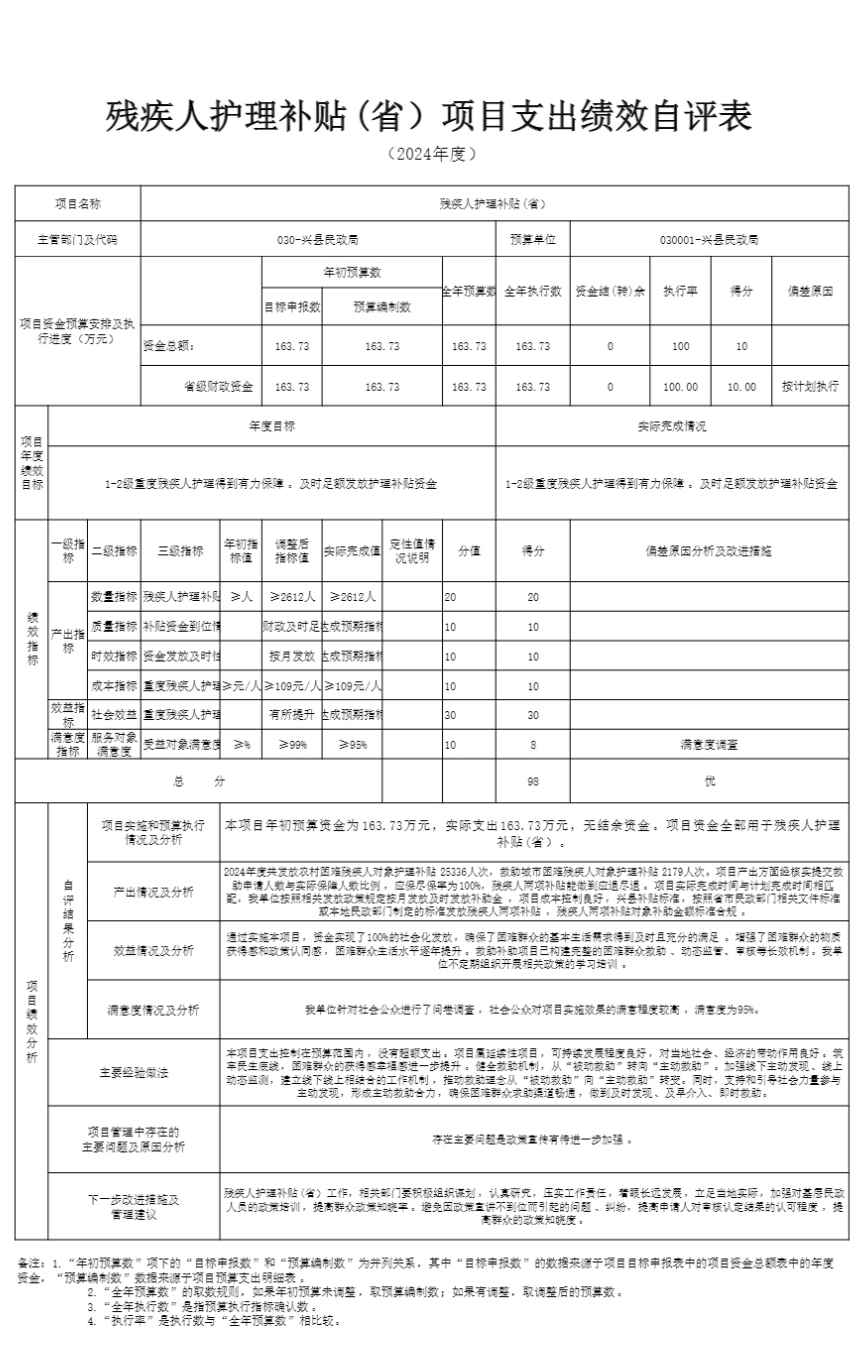 残疾人护理补贴(省）项目支出绩效自评表
（2024年度）
项目名称
残疾人护理补贴(省）
主管部门及代码
030-兴县民政局
预算单位
030001-兴县民政局
项目资金预算安排及执
行进度（万元）
年初预算数
全年预算数
全年执行数
资金结(转)余
执行率
得分
偏差原因
目标申报数
预算编制数
资金总额：
163.73
163.73
163.73
163.73
0
100
10
省级财政资金
163.73
163.73
163.73
163.73
0
100.00
10.00
按计划执行
项目
年度
绩效
目标
年度目标
实际完成情况
1-2级重度残疾人护理得到有力保障 。及时足额发放护理补贴资金
1-2级重度残疾人护理得到有力保障 。及时足额发放护理补贴资金
绩
效
指
标
一级指
标
二级指标
三级指标
年初指
标值
调整后
指标值
实际完成值
定性值情
况说明
分值
得分
偏差原因分析及改进措施
产出指
标
数量指标
残疾人护理补贴
≥人
≥2612人
≥2612人
20
20
质量指标
补贴资金到位情
财政及时足
达成预期指标
10
10
时效指标
资金发放及时性
按月发放
达成预期指标
10
10
成本指标
重度残疾人护理
≥元/人
≥109元/人
≥109元/人
10
10
效益指
标
社会效益
重度残疾人护理
有所提升
达成预期指标
30
30
满意度
指标
服务对象
满意度
受益对象满意度
≥%
≥99%
≥95%
10
8
满意度调查
总 分
98
优
项
目
绩
效
分
析
自
评
结
果
分
析
项目实施和预算执行
情况及分析
本项目年初预算资金为163.73万元，实际支出163.73万元，无结余资金。项目资金全部用于残疾人护理
补贴(省）。
产出情况及分析
2024年度共发放农村困难残疾人对象护理补贴 25336人次，救助城市困难残疾人对象护理补贴 2179人次。项目产出方面经核实提交救
助申请人数与实际保障人数比例 ，应保尽保率为100%，残疾人两项补贴能做到应退尽退 。项目实际完成时间与计划完成时间相匹
配，我单位按照相关发放政策规定按月发放及时发放补助金 ，项目成本控制良好，兴县补贴标准，按照省市民政部门相关文件标准
或本地民政部门制定的标准发放残疾人两项补贴 ，残疾人两项补贴对象补助金额标准合规 。
效益情况及分析
通过实施本项目，资金实现了100%的社会化发放，确保了困难群众的基本生活需求得到及时且充分的满足 。增强了困难群众的物质
获得感和政策认同感，困难群众生活水平逐年提升 。救助补助项目已构建完整的困难群众救助 、动态监管、审核等长效机制。我单
位不定期组织开展相关政策的学习培训 。
满意度情况及分析
我单位针对社会公众进行了问卷调查 ，社会公众对项目实施效果的满意程度较高 ，满意度为95%。
主要经验做法
本项目支出控制在预算范围内 ，没有超额支出。项目属延续性项目，可持续发展程度良好，对当地社会、经济的带动作用良好。筑
牢民生底线，困难群众的获得感幸福感进一步提升 。健全救助机制，从“被动救助”转向“主动救助”。加强线下主动发现、线上
动态监测，建立线下线上相结合的工作机制 ，推动救助理念从“被动救助”向“主动救助”转变。同时，支持和引导社会力量参与
主动发现，形成主动救助合力，确保困难群众求助渠道畅通 ，做到及时发现、及早介入、即时救助。
项目管理中存在的
主要问题及原因分析
存在主要问题是政策宣传有待进一步加强 。
下一步改进措施及
管理建议
残疾人护理补贴(省）工作，相关部门要积极组织谋划，认真研究，压实工作责任，着眼长远发展，立足当地实际，加强对基层民政
人员的政策培训，提高群众政策知晓率。避免因政策宣讲不到位而引起的问题 、纠纷，提高申请人对审核认定结果的认可程度 ，提
高群众的政策知晓度。
备注：1.“年初预算数”项下的“目标申报数”和“预算编制数”为并列关系，其中“目标申报数”的数据来源于项目目标申报表中的项目资金总额表中的年度
资金，“预算编制数”数据来源于项目预算支出明细表 。
2.“全年预算数”的取数规则，如果年初预算未调整，取预算编制数；如果有调整，取调整后的预算数。
3.“全年执行数”是指预算执行指标确认数。
4.“执行率”是执行数与“全年预算数”相比较。